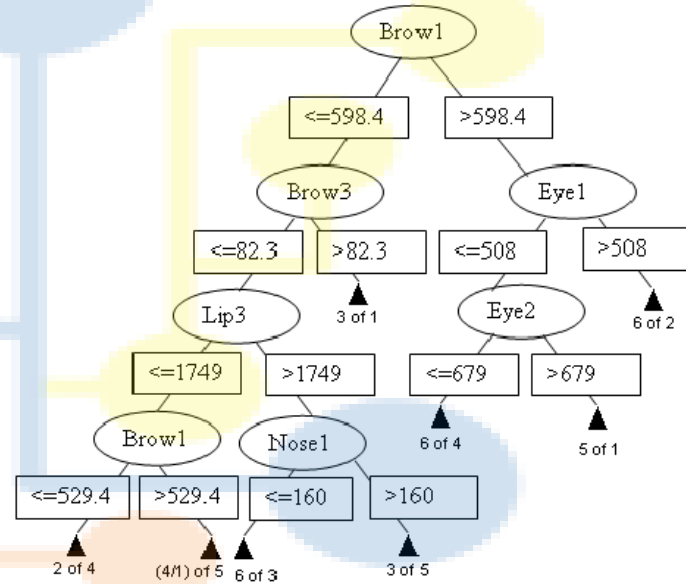 Brow1
<=598.4 >598.4
Brow3 Eye1
<=82.3 >82.3 <=508 >508
Lip3 3 of 1 Eye2 6 of 2
<=1749 >1749 <=679 >679
Brow1 Nose1 6 of 4 5 of 1
<=529.4 >529.4 <=160 >160
2 of 4 (4/1) of 5 6 of 3 3 of 5